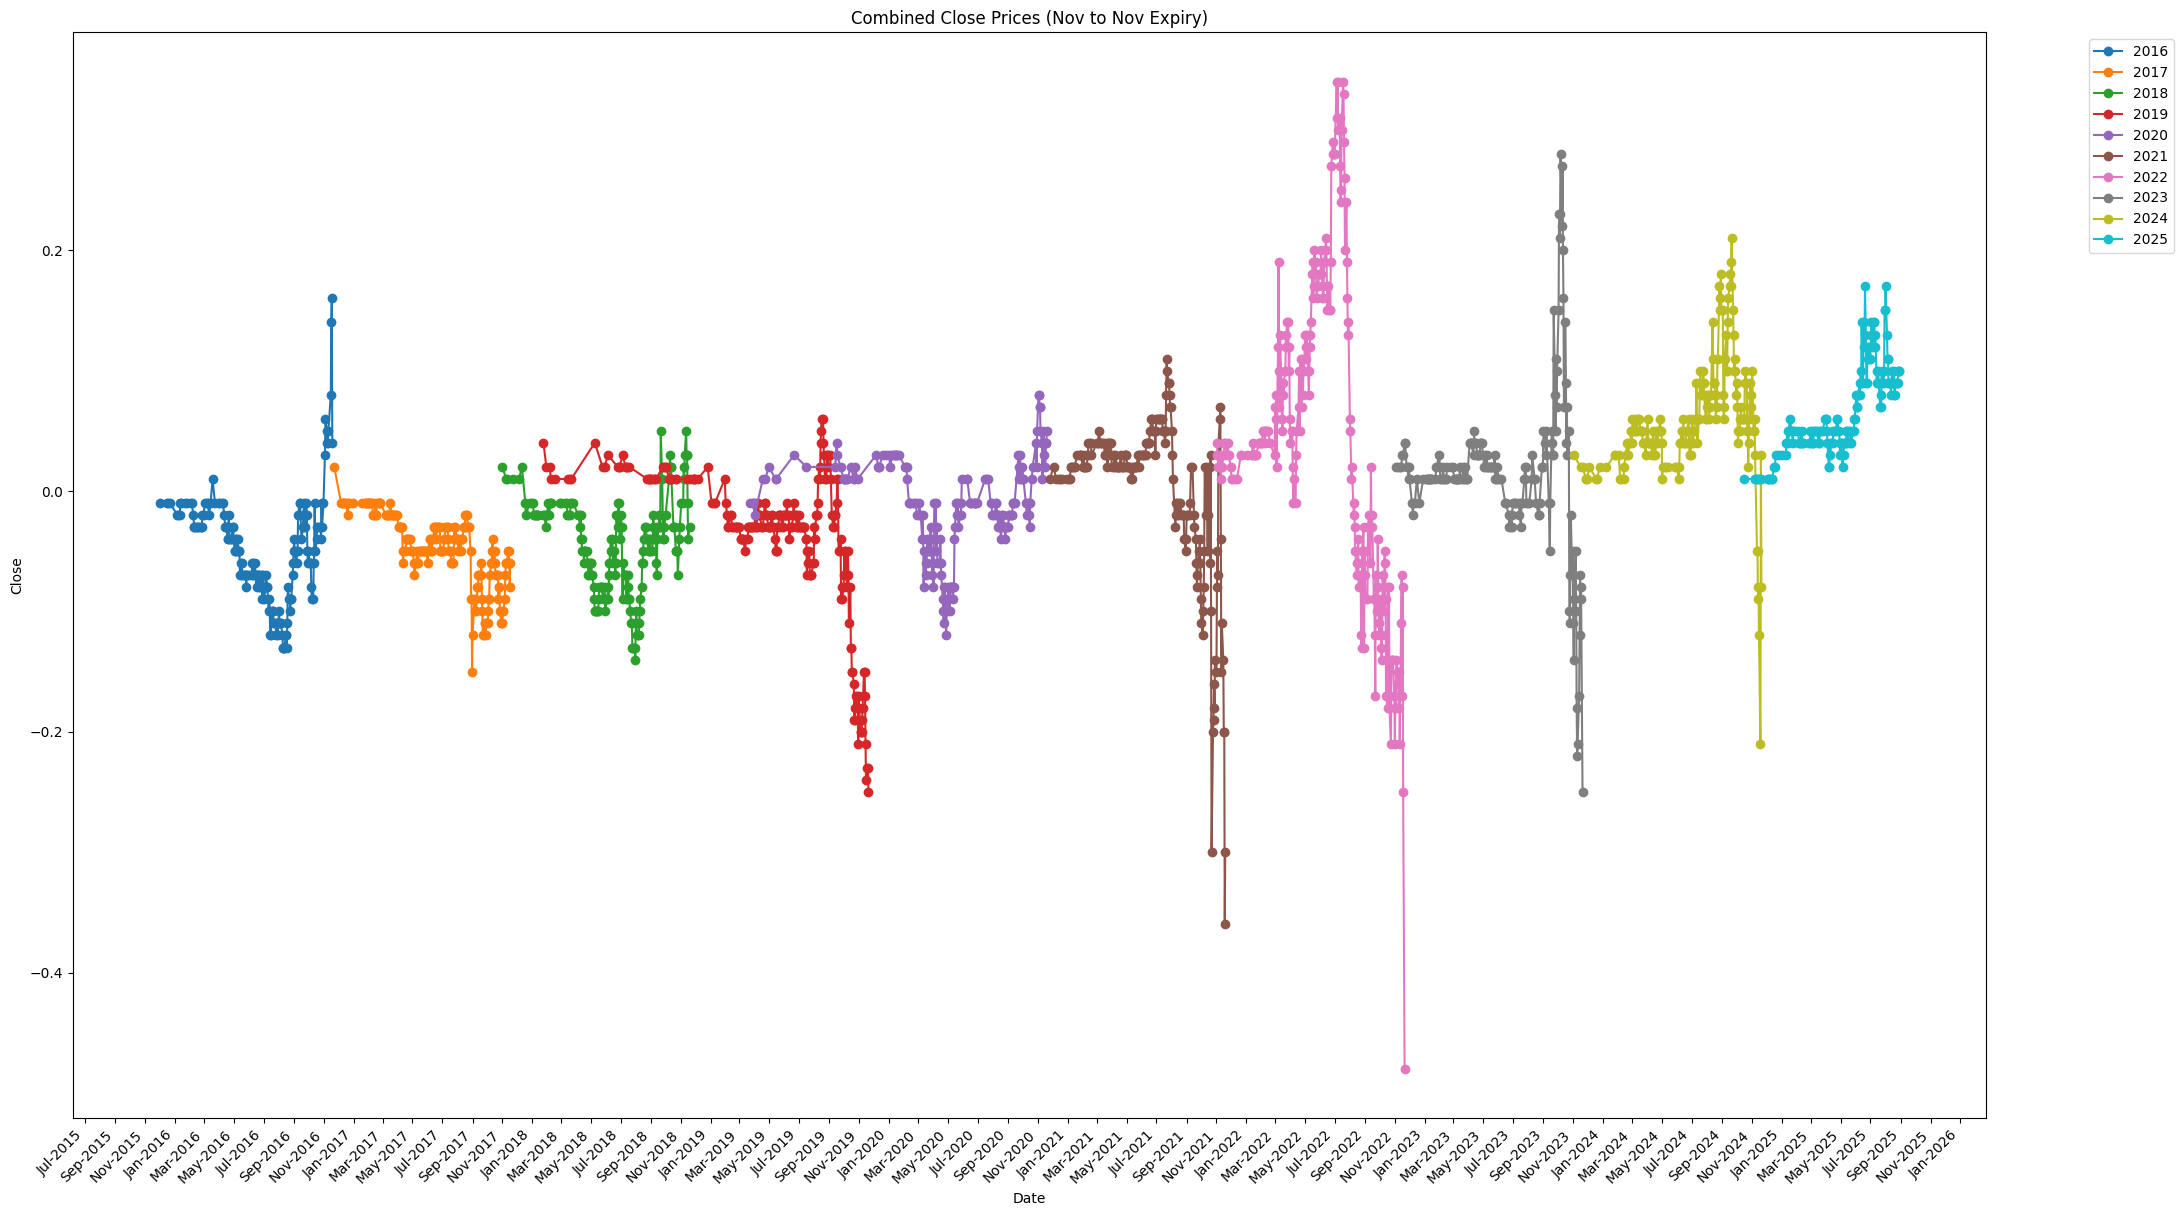 Combined Close Prices (Nov to Nov Expiry)
2016
2017
2018
2019
2020
2021
2022
2023
2024
2025
Close
0.2
0.0
−0.2
−0.4
Jul-2015
Sep-2015
Nov-2015
Jan-2016
Mar-2016
May-2016
Jul-2016
Sep-2016
Nov-2016
Jan-2017
Mar-2017
May-2017
Jul-2017
Sep-2017
Nov-2017
Jan-2018
Mar-2018
May-2018
Jul-2018
Sep-2018
Nov-2018
Jan-2019
Mar-2019
May-2019
Jul-2019
Sep-2019
Nov-2019
Jan-2020
Mar-2020
May-2020
Jul-2020
Sep-2020
Nov-2020
Jan-2021
Mar-2021
May-2021
Jul-2021
Sep-2021
Nov-2021
Jan-2022
Mar-2022
May-2022
Jul-2022
Sep-2022
Nov-2022
Jan-2023
Mar-2023
May-2023
Jul-2023
Sep-2023
Nov-2023
Jan-2024
Mar-2024
May-2024
Jul-2024
Sep-2024
Nov-2024
Jan-2025
Mar-2025
May-2025
Jul-2025
Sep-2025
Nov-2025
Jan-2026
Date